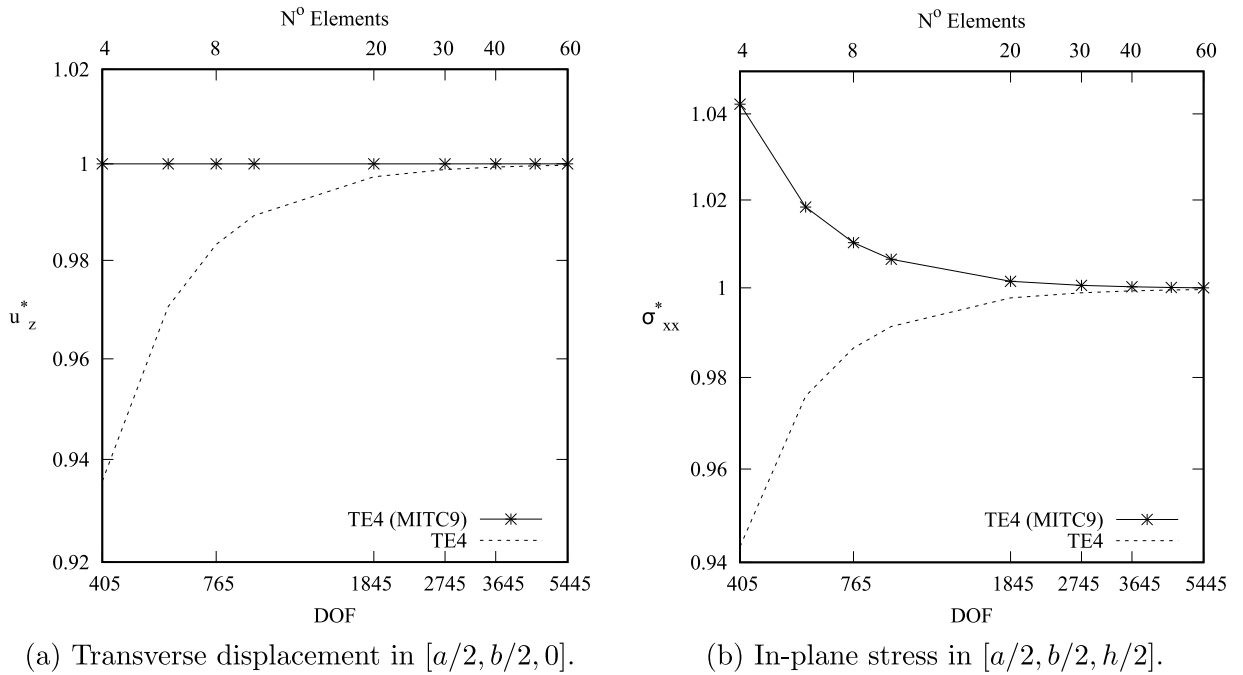 N° Elements
4 8 20 30 40 60
1.02
1
0.98
0.96
0.94
0.92
u*z
TE4 (MITC9)
TE4
405 765 1845 2745 3645 5445
DOF
(a) Transverse displacement in [a/2, b/2, 0].
N° Elements
4 8 20 30 40 60
1.04
1.02
1
0.98
0.96
0.94
σ*xx
TE4 (MITC9)
TE4
405 765 1845 2745 3645 5445
DOF
(b) In-plane stress in [a/2, b/2, h/2].